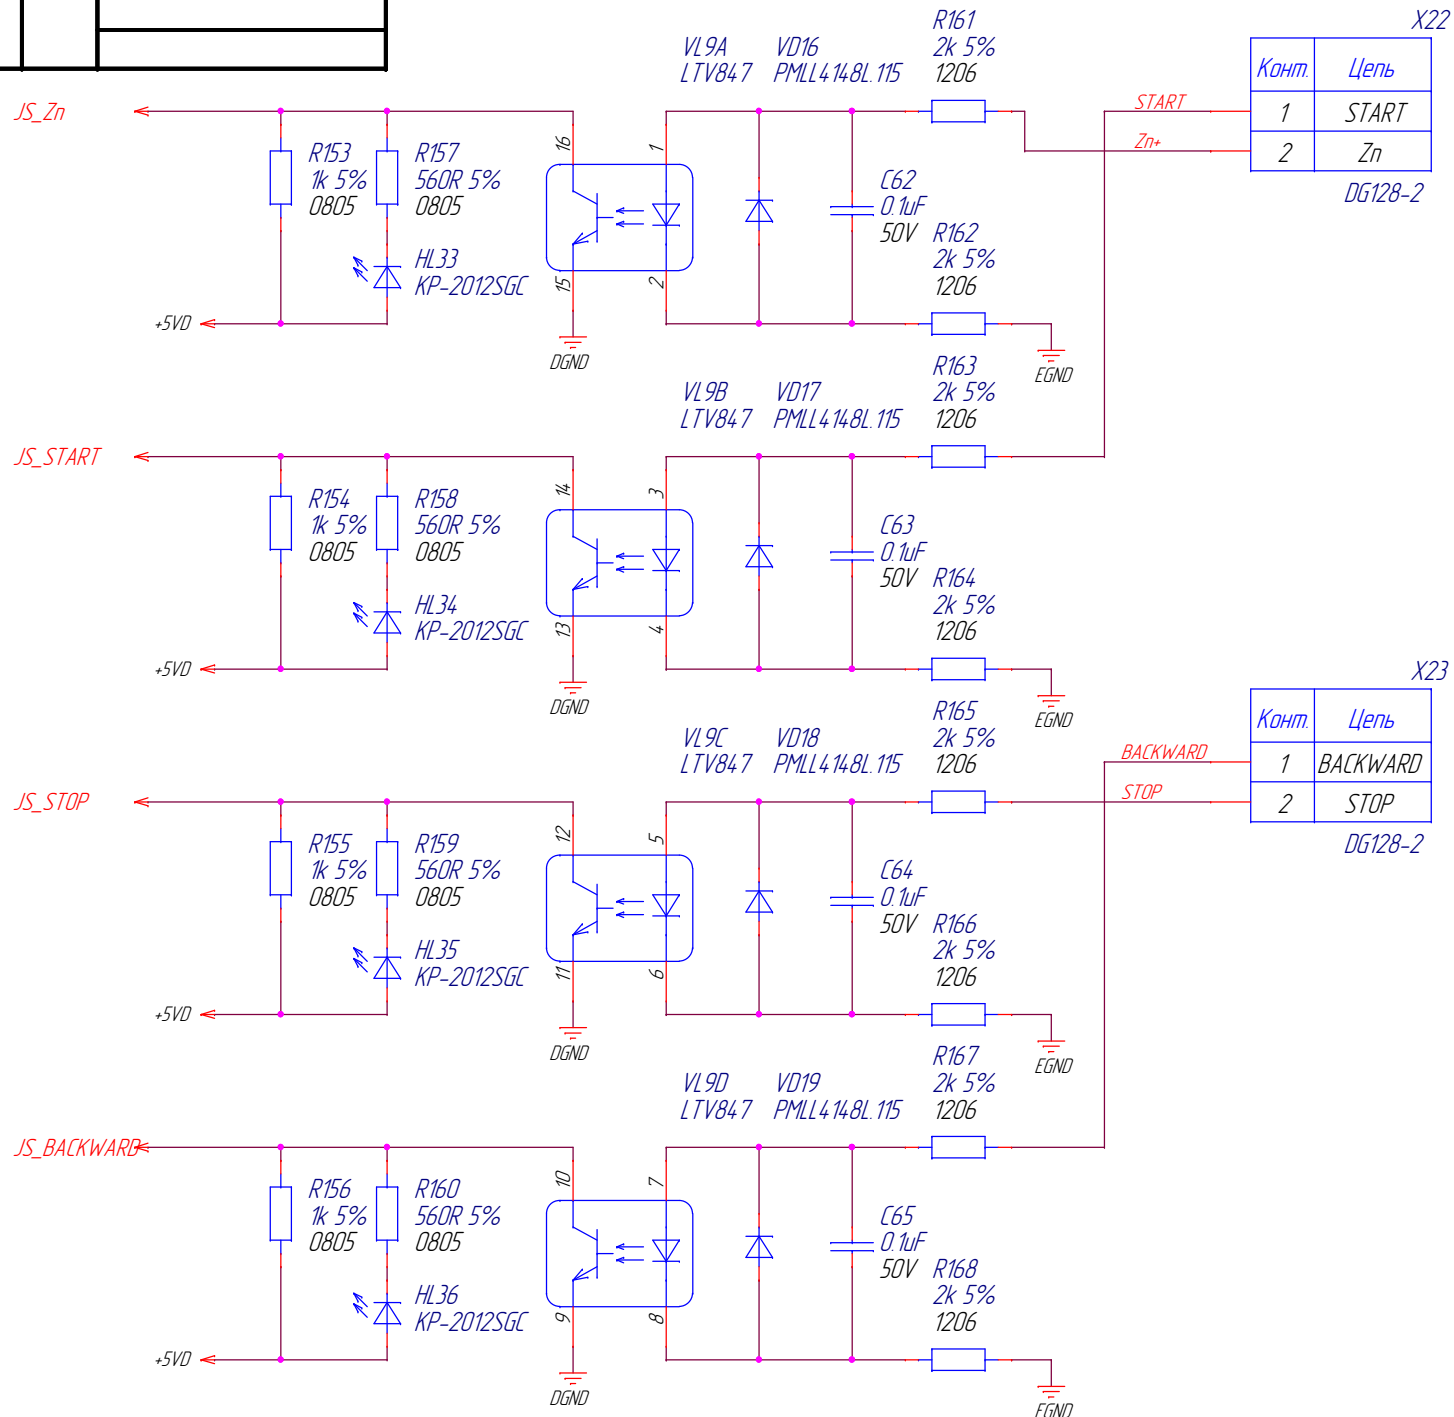 X22
Конт. Цепь
1 START
2 Zn
DG128-2
START
Zn+
JS_Zn
R153
1k 5%
0805
R157
560R 5%
0805
HL33
KP-2012SGC
+5VD
16
15
1
2
DGND
VL9A
LTV847
VD16
PMLL4148L.115
C62
0.1uF
50V
R161
2k 5%
1206
R162
2k 5%
1206
EGND
JS_START
R154
1k 5%
0805
R158
560R 5%
0805
HL34
KP-2012SGC
+5VD
14
13
3
4
DGND
VL9B
LTV847
VD17
PMLL4148L.115
C63
0.1uF
50V
R163
2k 5%
1206
R164
2k 5%
1206
EGND
X23
Конт. Цепь
1 BACKWARD
2 STOP
DG128-2
BACKWARD
STOP
JS_STOP
R155
1k 5%
0805
R159
560R 5%
0805
HL35
KP-2012SGC
+5VD
12
11
5
6
DGND
VL9C
LTV847
VD18
PMLL4148L.115
C64
0.1uF
50V
R165
2k 5%
1206
R166
2k 5%
1206
EGND
JS_BACKWARD
R156
1k 5%
0805
R160
560R 5%
0805
HL36
KP-2012SGC
+5VD
10
9
7
8
DGND
VL9D
LTV847
VD19
PMLL4148L.115
C65
0.1uF
50V
R167
2k 5%
1206
R168
2k 5%
1206
EGND